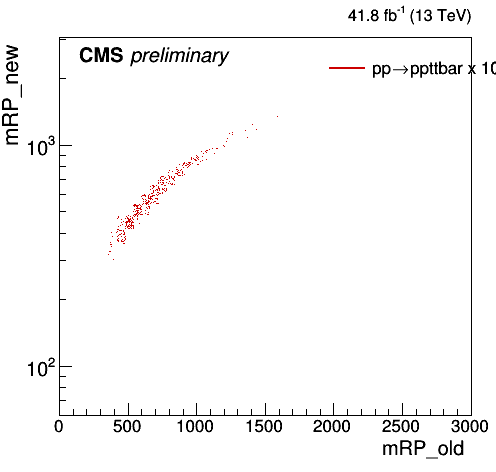 41.8 fb⁻¹ (13 TeV)
CMS preliminary
pp→ppttbar x 10
mRP_new
10³
10²
0 500 1000 1500 2000 2500 3000
mRP_old